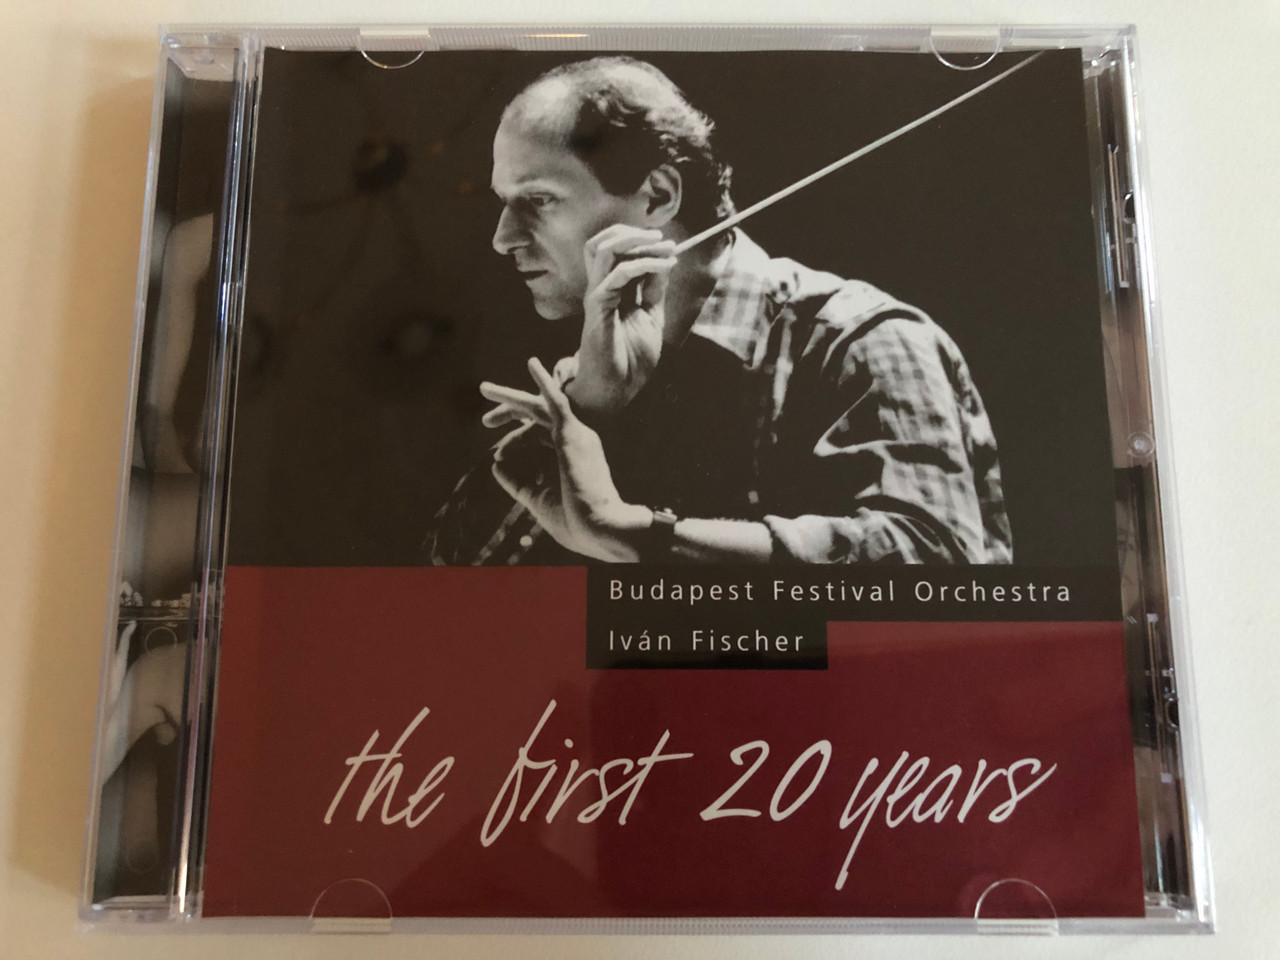 Budapest Festival Orchestra
Iván Fischer
the first 20 years